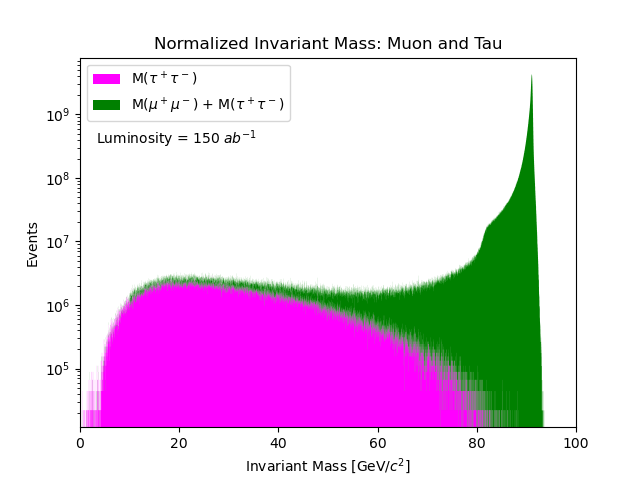 Normalized Invariant Mass: Muon and Tau
M(τ⁺τ⁻)
M(μ⁺μ⁻) + M(τ⁺τ⁻)
Luminosity = 150 ab⁻¹
Events
10⁹
10⁸
10⁷
10⁶
10⁵
0 20 40 60 80 100
Invariant Mass [GeV/c²]